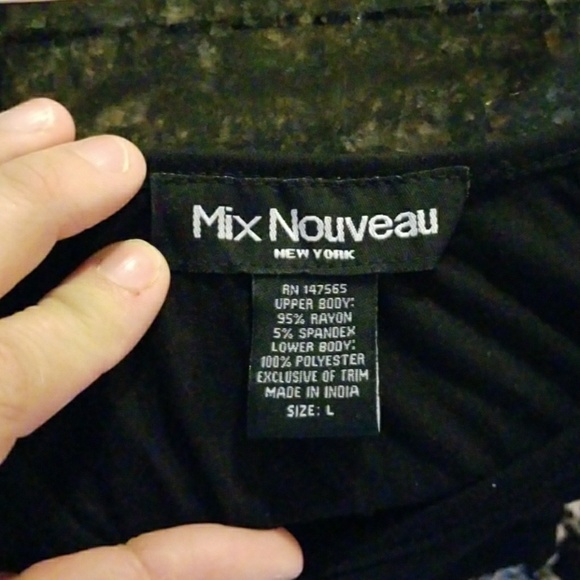 Mix Nouveau
NEW YORK
RN 147565
UPPER BODY:
95% RAYON
5% SPANDEX
LOWER BODY:
100% POLYESTER
EXCLUSIVE OF TRIM
MADE IN INDIA
SIZE: L